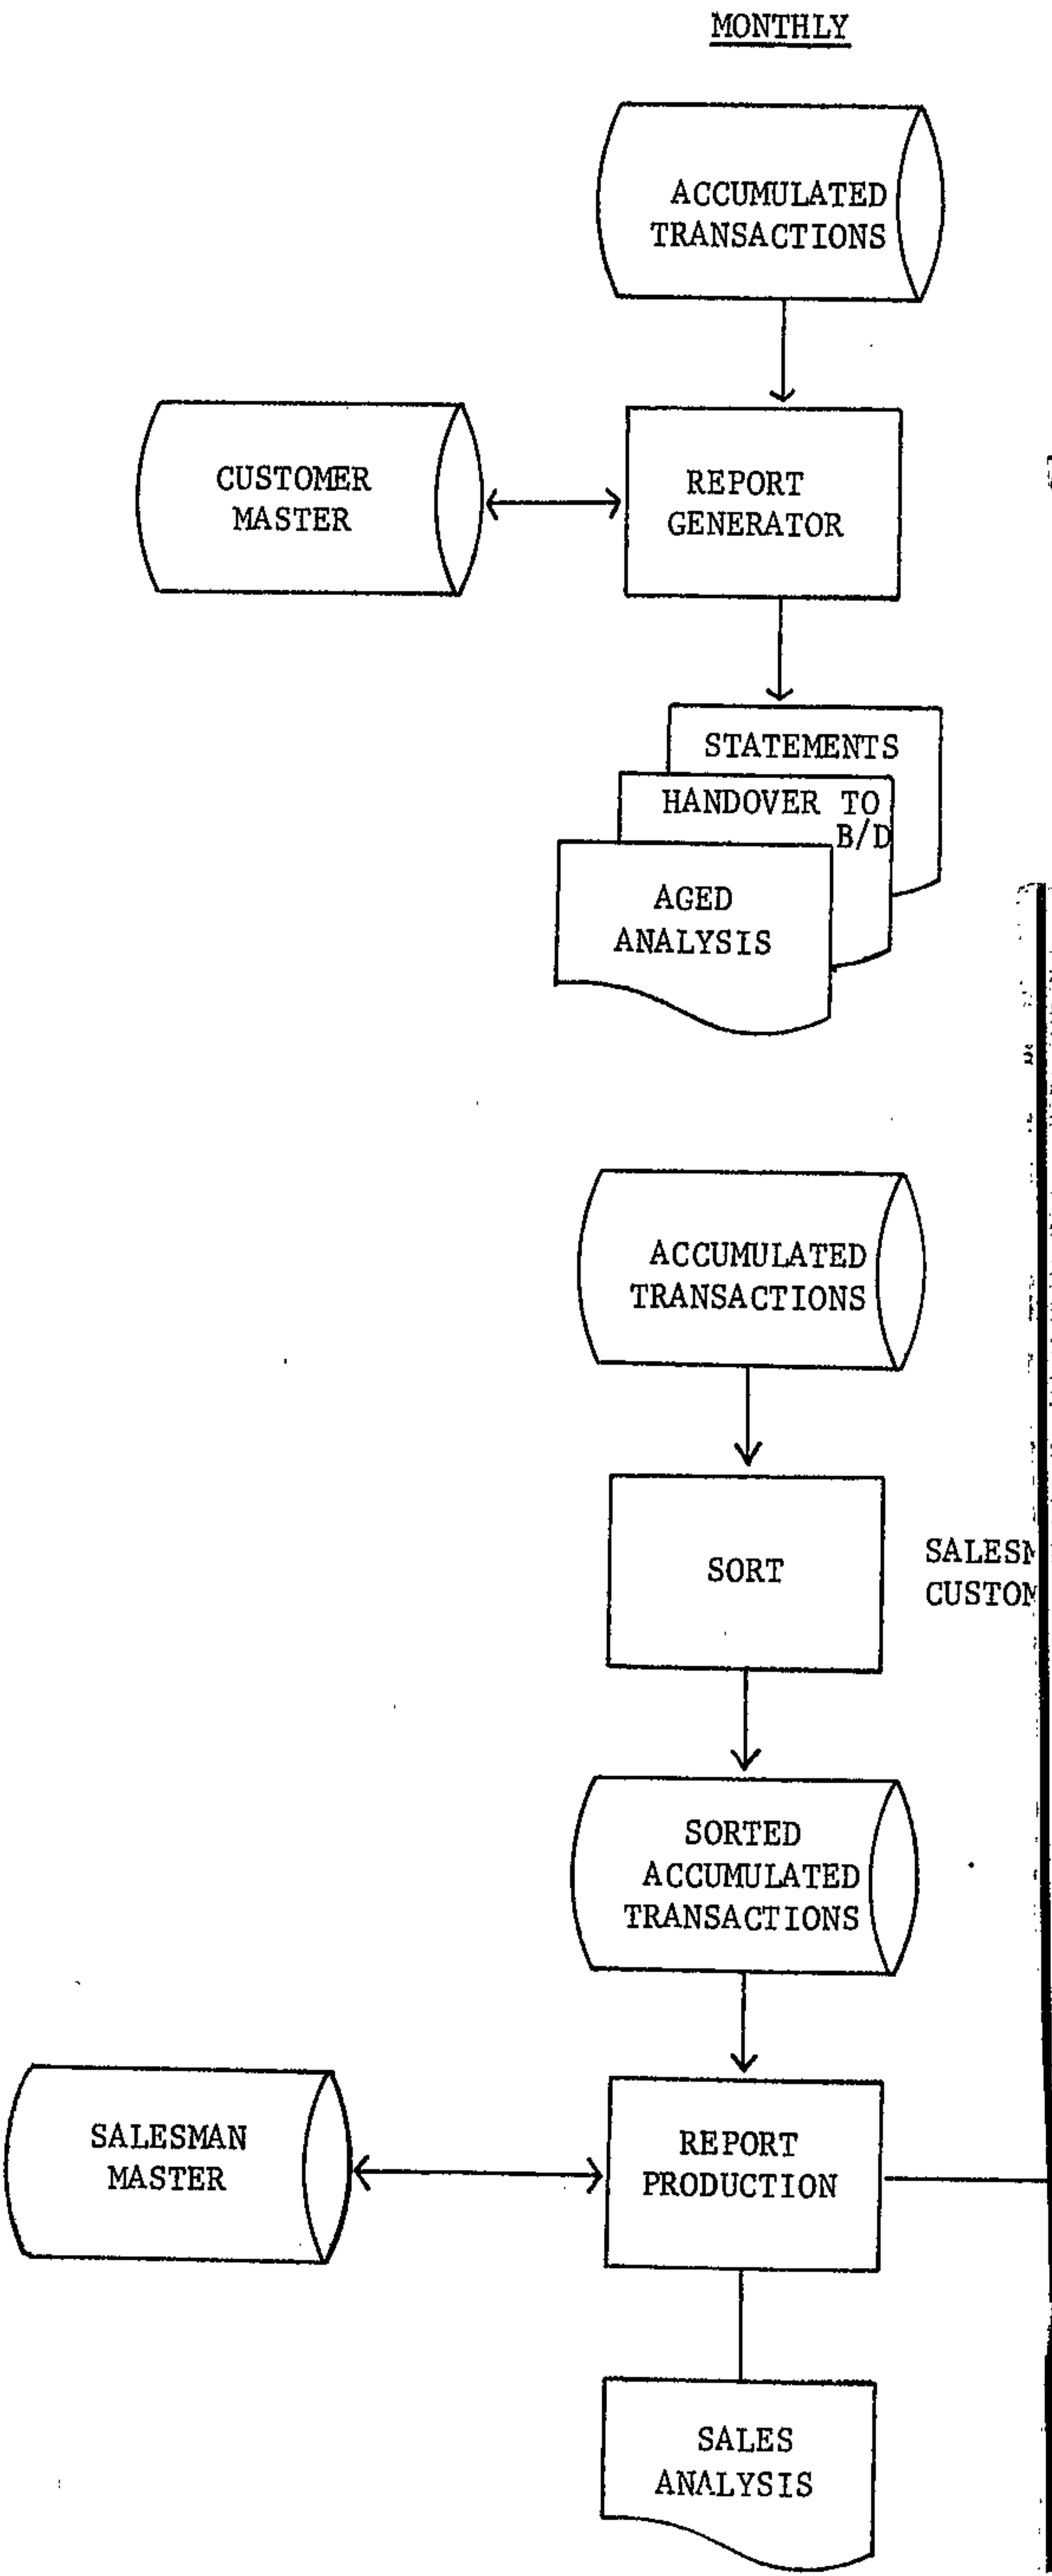 MONTHLY
ACCUMULATED
TRANSACTIONS
CUSTOMER
MASTER
REPORT
GENERATOR
STATEMENTS
HANDOVER TO
B/D
AGED
ANALYSIS
ACCUMULATED
TRANSACTIONS
SORT
SORTED
ACCUMULATED
TRANSACTIONS
SALESMAN
MASTER
REPORT
PRODUCTION
SALES
ANALYSIS